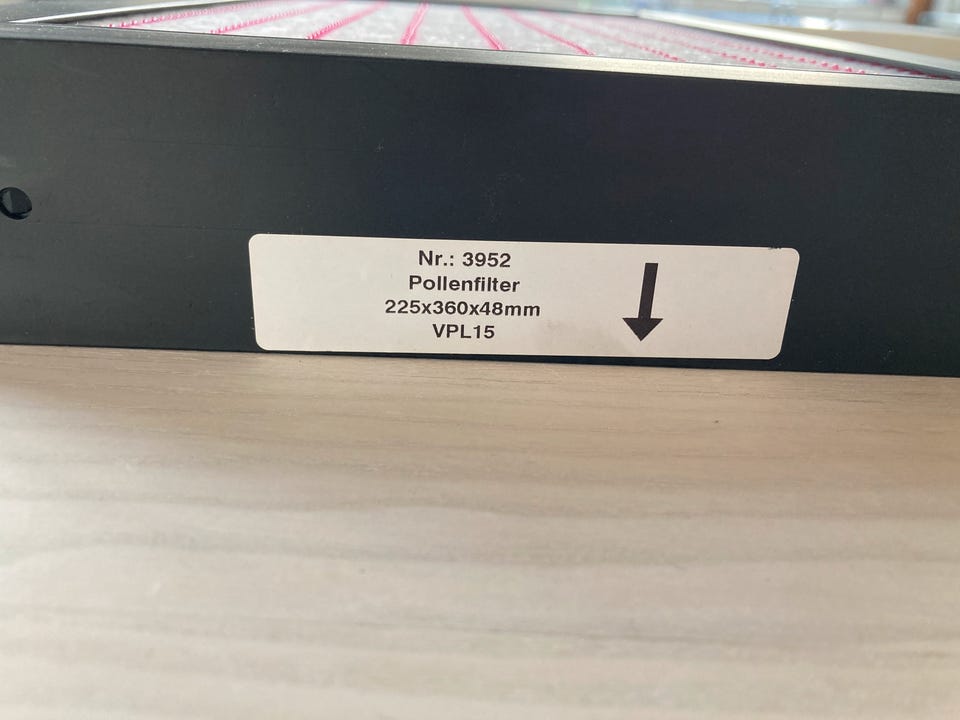 Nr.: 3952
Pollenfilter
225x360x48mm
VPL15